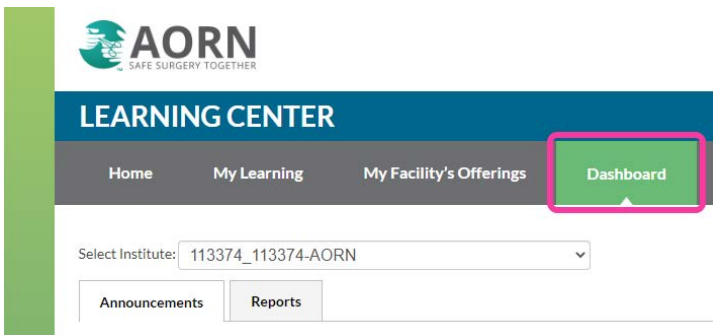 AORN
SAFE SURGERY TOGETHER
LEARNING CENTER
Home My Learning My Facility's Offerings Dashboard
Select Institute: 113374_113374-AORN
Announcements Reports